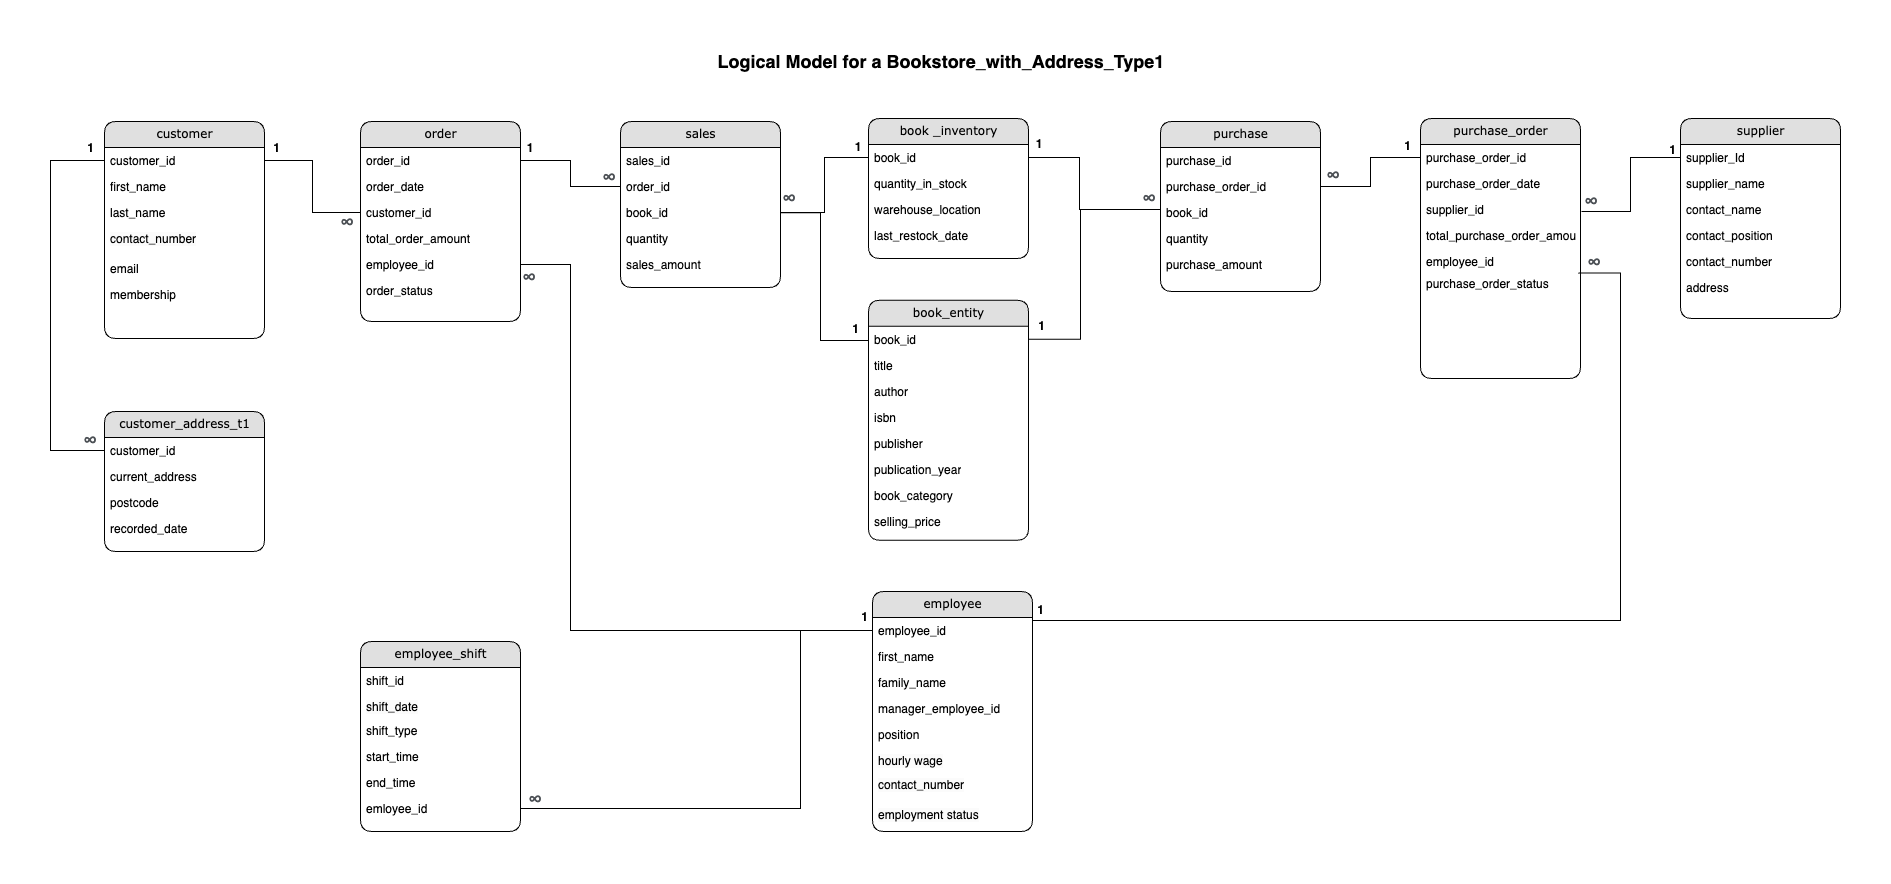 Logical Model for a Bookstore_with_Address_Type1
customer
1
customer_id
1
first_name
last_name
contact_number
email
membership
order
order_id
1
order_date
customer_id
∞
total_order_amount
employee_id
∞
order_status
sales
sales_id
∞
order_id
book_id
∞
quantity
sales_amount
book _inventory
1
book_id
1
quantity_in_stock
warehouse_location
last_restock_date
book_entity
1
book_id
1
title
author
isbn
publisher
publication_year
book_category
selling_price
purchase
purchase_id
purchase_order_id
∞
∞
book_id
quantity
purchase_amount
purchase_order
1
purchase_order_id
purchase_order_date
supplier_id
∞
total_purchase_order_amou
employee_id
∞
purchase_order_status
supplier
1
supplier_Id
supplier_name
contact_name
contact_position
contact_number
address
customer_address_t1
∞
customer_id
current_address
postcode
recorded_date
employee
1
1
employee_id
first_name
family_name
manager_employee_id
position
hourly wage
contact_number
employment status
employee_shift
shift_id
shift_date
shift_type
start_time
end_time
emloyee_id
∞